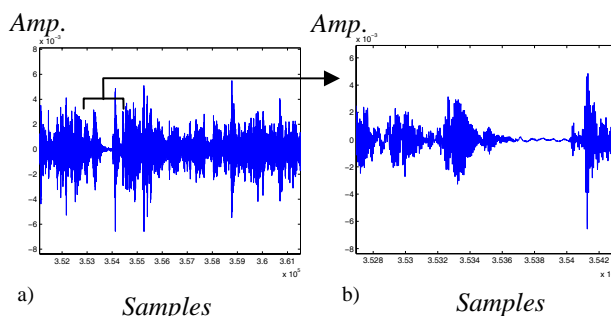 Amp.
x 10⁻³
8
6
4
2
0
−2
−4
−6
−8
3.52 3.53 3.54 3.55 3.56 3.57 3.58 3.59 3.6 3.61
x 10⁵
a)
Samples
Amp.
x 10⁻³
6
4
2
0
−2
−4
−6
−8
3.528 3.53 3.532 3.534 3.536 3.538 3.54 3.542
x 1
b)
Samples